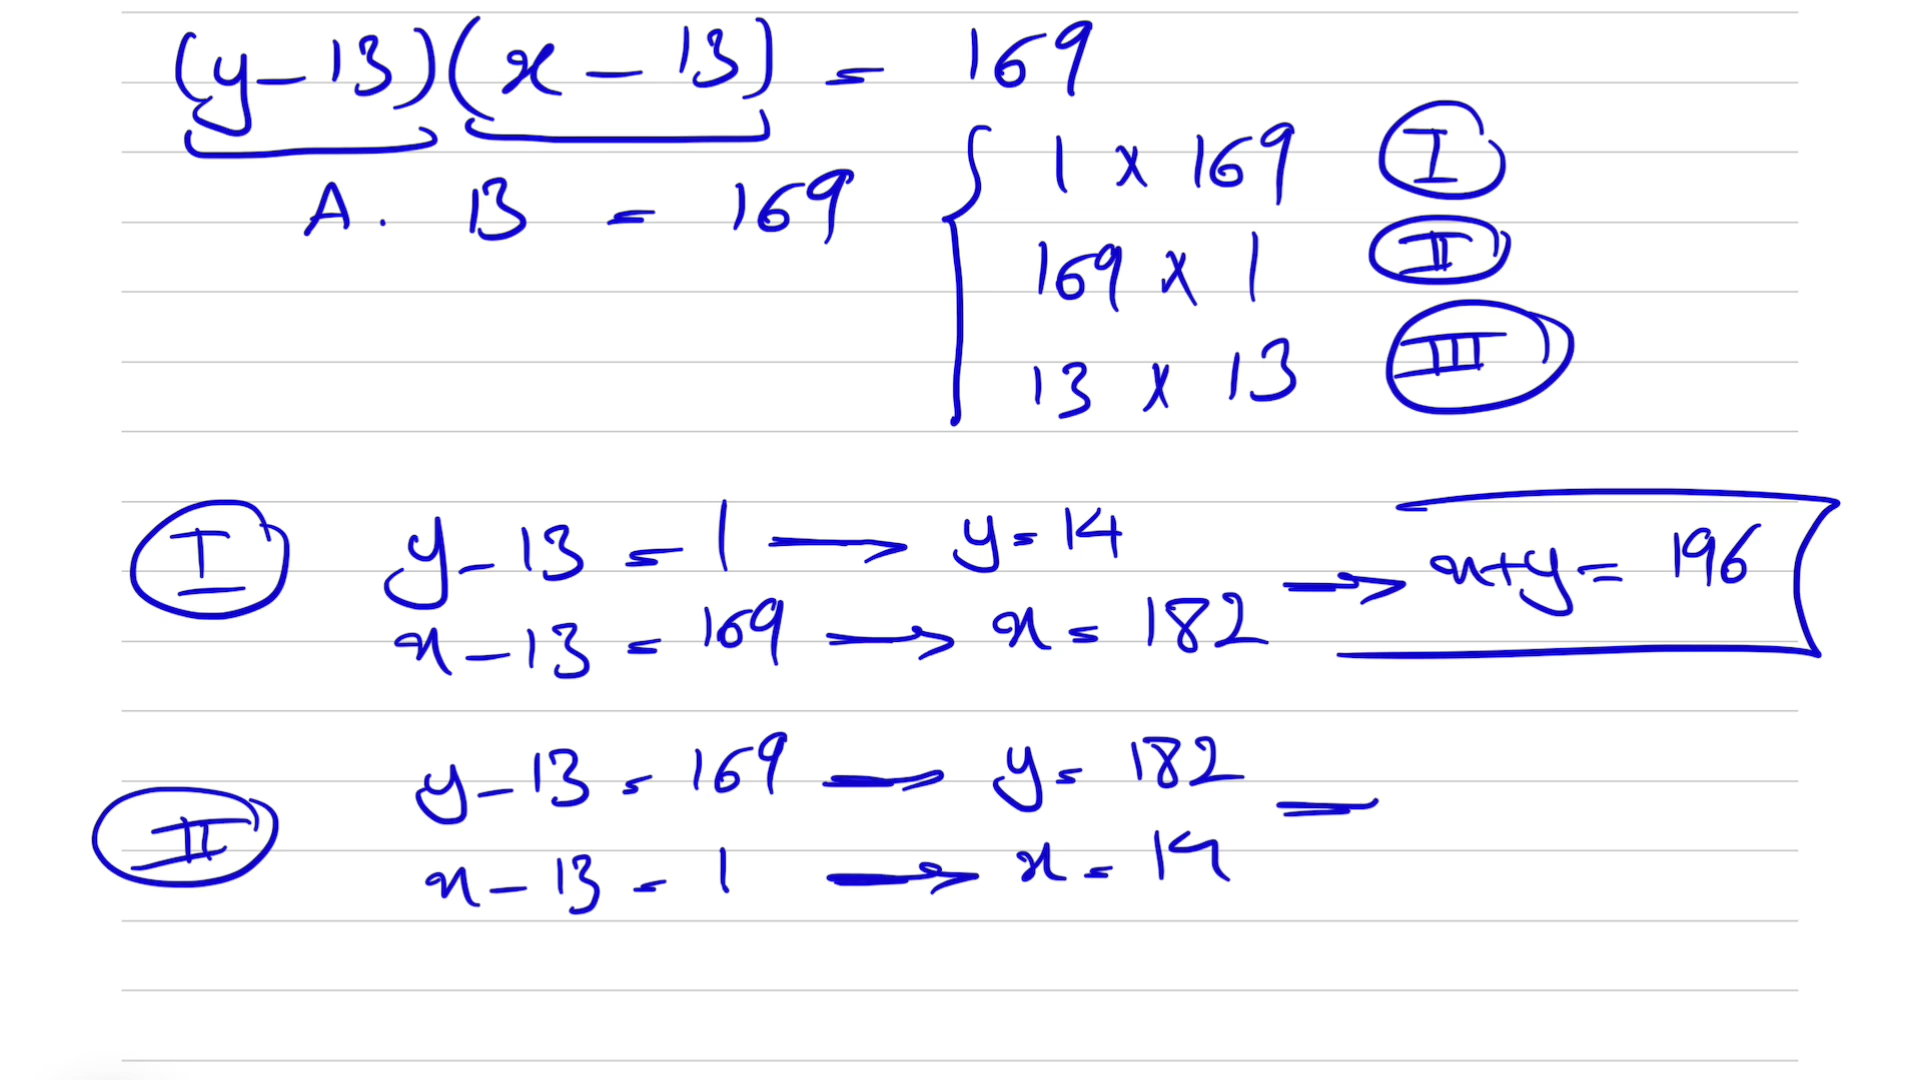 (y-13)(x-13) = 169
A. B = 169 { 1 x 169 I
169 x 1 II
13 x 13 III
I y-13 = 1 → y = 14
x-13 = 169 → x = 182 ⇒ x+y = 196
II y-13 = 169 — y = 182 —
x-13 = 1 → x = 14